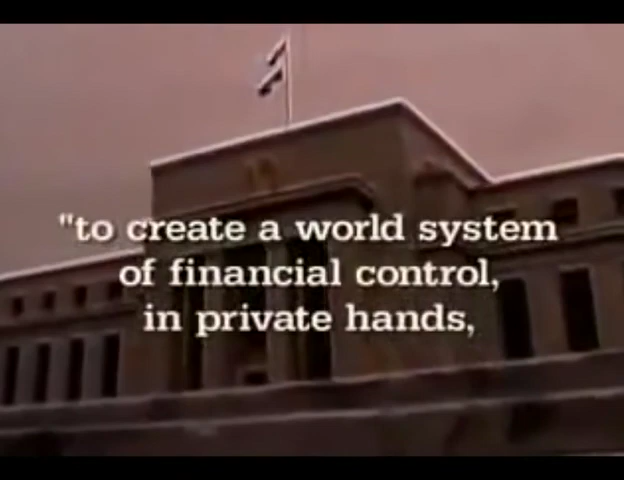 "to create a world system
of financial control,
in private hands,